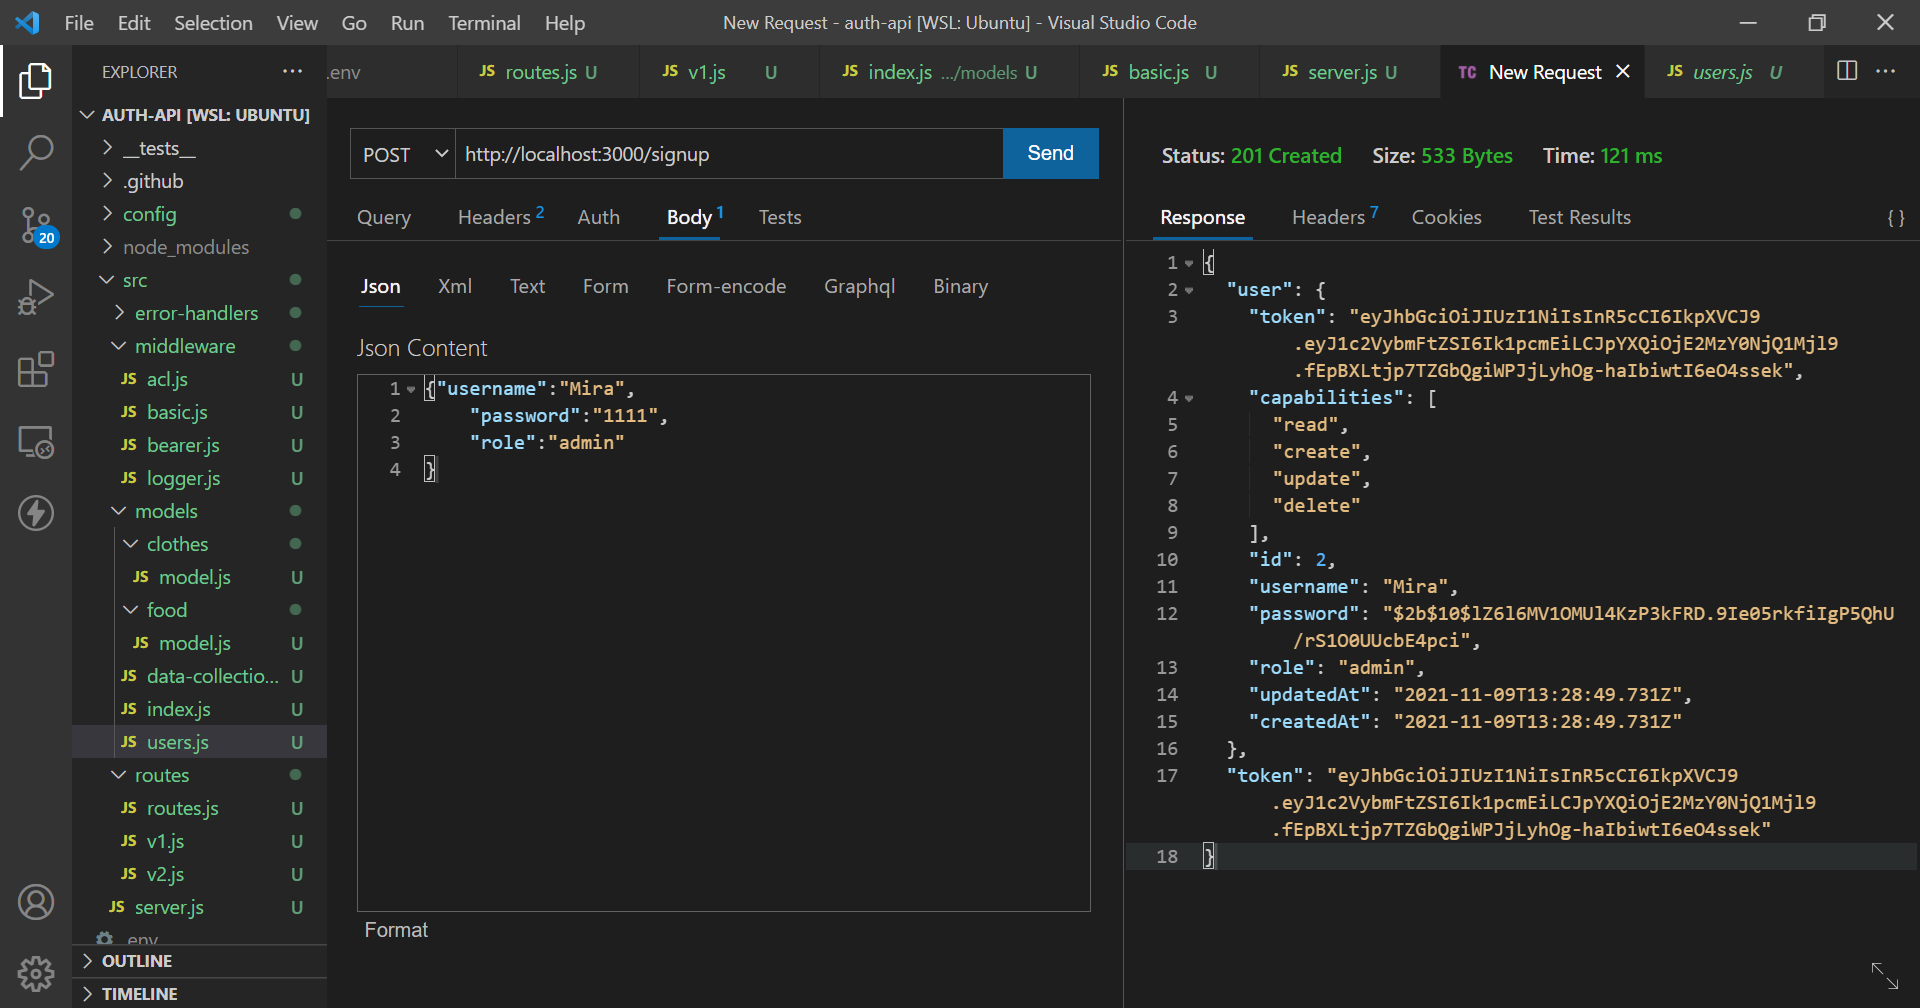 File Edit Selection View Go Run Terminal Help
New Request - auth-api [WSL: Ubuntu] - Visual Studio Code
EXPLORER
20
AUTH-API [WSL: UBUNTU]
__tests__
.github
config
node_modules
src
error-handlers
middleware
JS acl.js U
JS basic.js U
JS bearer.js U
JS logger.js U
models
clothes
JS model.js U
food
JS model.js U
JS data-collectio... U
JS index.js U
JS users.js U
routes
JS routes.js U
JS v1.js U
JS v2.js U
JS server.js U
.env
OUTLINE
TIMELINE
.env
JS routes.js U
JS v1.js U
JS index.js .../models U
JS basic.js U
JS server.js U
TC New Request
JS users.js U
POST http://localhost:3000/signup Send
Query Headers 2 Auth Body 1 Tests
Json Xml Text Form Form-encode Graphql Binary
Json Content
1 {"username":"Mira",
2 "password":"1111",
3 "role":"admin"
4 }
Format
Status: 201 Created Size: 533 Bytes Time: 121 ms
Response Headers 7 Cookies Test Results {}
1 {
2 "user": {
3 "token": "eyJhbGciOiJIUzI1NiIsInR5cCI6IkpXVCJ9
.eyJ1c2VybmFtZSI6Ik1pcmEiLCJpYXQiOjE2MzY0NjQ1Mjl9
.fEpBXLtjp7TZGbQgiWPJjLyhOg-haIbiwtI6eO4ssek",
4 "capabilities": [
5 "read",
6 "create",
7 "update",
8 "delete"
9 ],
10 "id": 2,
11 "username": "Mira",
12 "password": "$2b$10$lZ6l6MV1OMUl4KzP3kFRD.9Ie05rkfiIgP5QhU
/rS1O0UUcbE4pci",
13 "role": "admin",
14 "updatedAt": "2021-11-09T13:28:49.731Z",
15 "createdAt": "2021-11-09T13:28:49.731Z"
16 },
17 "token": "eyJhbGciOiJIUzI1NiIsInR5cCI6IkpXVCJ9
.eyJ1c2VybmFtZSI6Ik1pcmEiLCJpYXQiOjE2MzY0NjQ1Mjl9
.fEpBXLtjp7TZGbQgiWPJjLyhOg-haIbiwtI6eO4ssek"
18 }